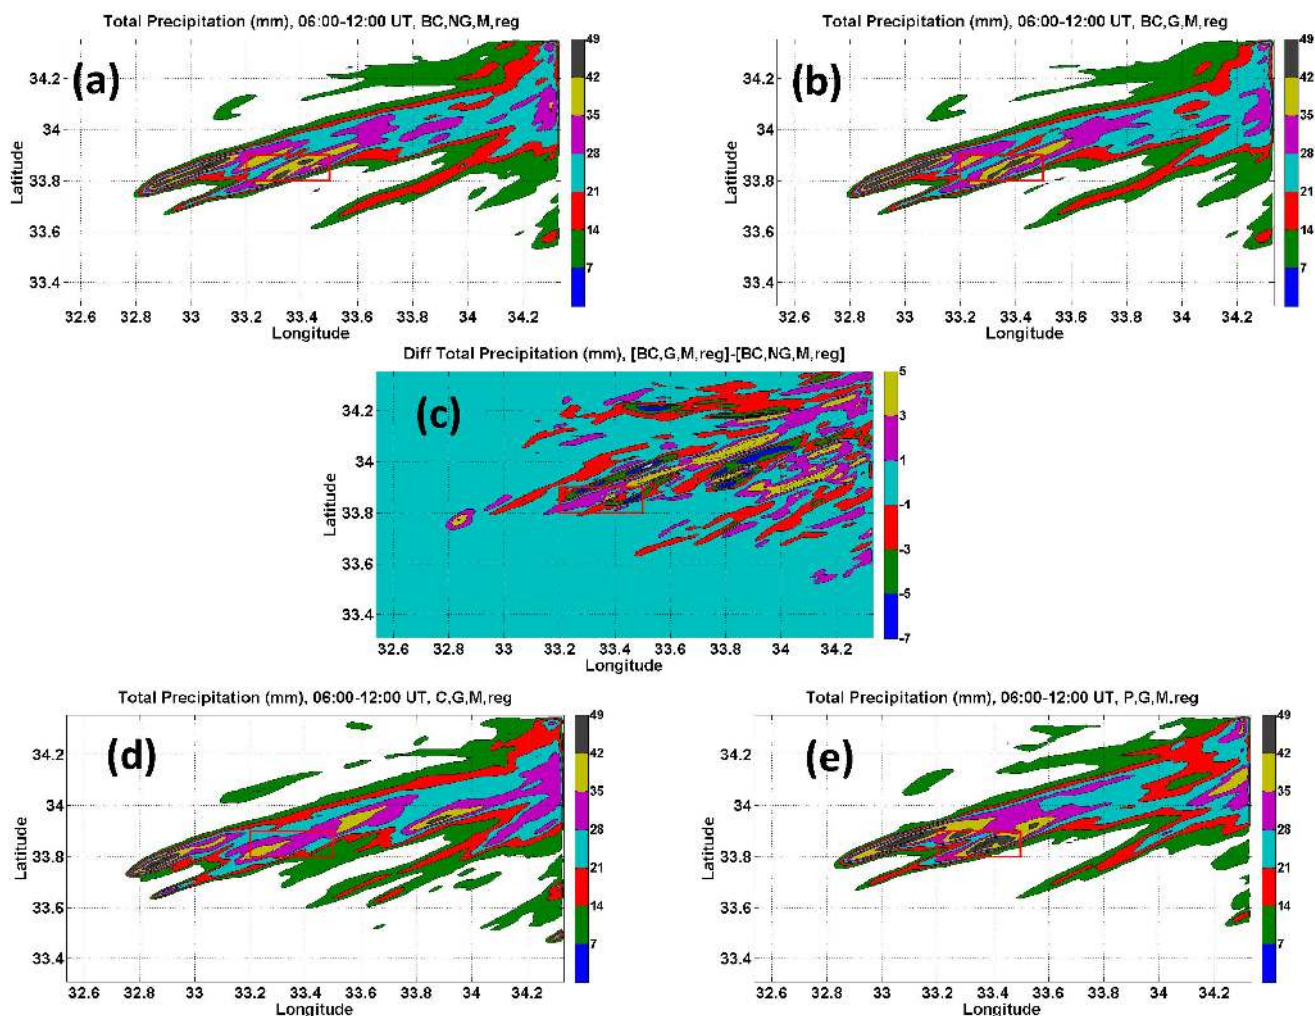 Total Precipitation (mm), 06:00-12:00 UT, BC,NG,M,reg
(a)
Latitude
34.2
34
33.8
33.6
33.4
32.6 32.8 33 33.2 33.4 33.6 33.8 34 34.2
Longitude
49
42
35
28
21
14
7
Total Precipitation (mm), 06:00-12:00 UT, BC,G,M,reg
(b)
Latitude
34.2
34
33.8
33.6
33.4
32.6 32.8 33 33.2 33.4 33.6 33.8 34 34.2
Longitude
49
42
35
28
21
14
7
Diff Total Precipitation (mm), [BC,G,M,reg]-[BC,NG,M,reg]
(c)
Latitude
34.2
34
33.8
33.6
33.4
32.6 32.8 33 33.2 33.4 33.6 33.8 34 34.2
Longitude
5
3
1
-1
-3
-5
-7
Total Precipitation (mm), 06:00-12:00 UT, C,G,M,reg
(d)
Latitude
34.2
34
33.8
33.6
33.4
32.6 32.8 33 33.2 33.4 33.6 33.8 34 34.2
Longitude
49
42
35
28
21
14
7
Total Precipitation (mm), 06:00-12:00 UT, P,G,M.reg
(e)
Latitude
34.2
34
33.8
33.6
33.4
32.6 32.8 33 33.2 33.4 33.6 33.8 34 34.2
Longitude
49
42
35
28
21
14
7